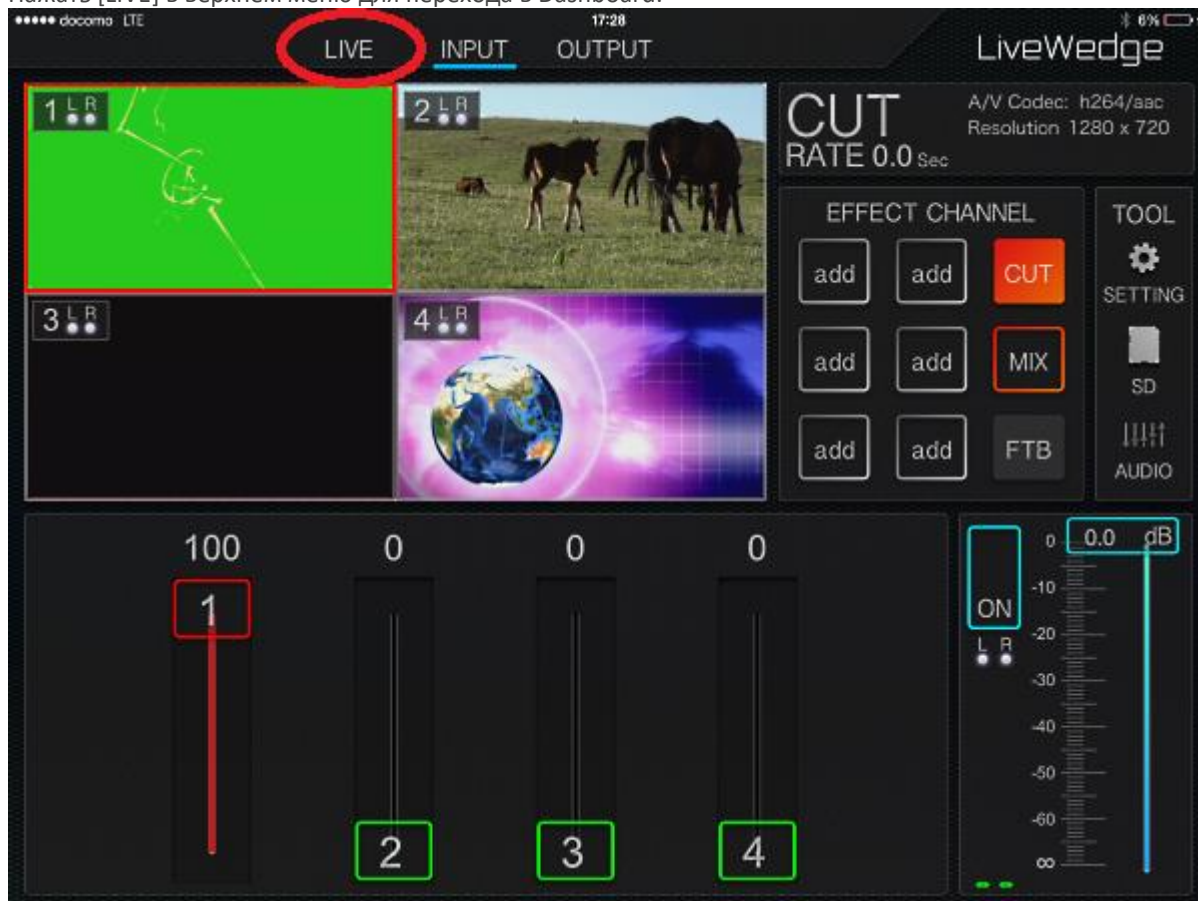 Нажать [LIVE] в верхнем меню для перехода в Dashboard.
docomo LTE 17:28 6%
LIVE INPUT OUTPUT LiveWedge
1 L R
2 L R
3 L R
4 L R
CUT
RATE 0.0 Sec
A/V Codec: h264/aac
Resolution 1280 x 720
EFFECT CHANNEL
add add CUT
add add MIX
add add FTB
TOOL
SETTING
SD
AUDIO
100 0 0 0
1
2 3 4
ON
L R
0.0 dB
0
-10
-20
-30
-40
-50
-60
∞